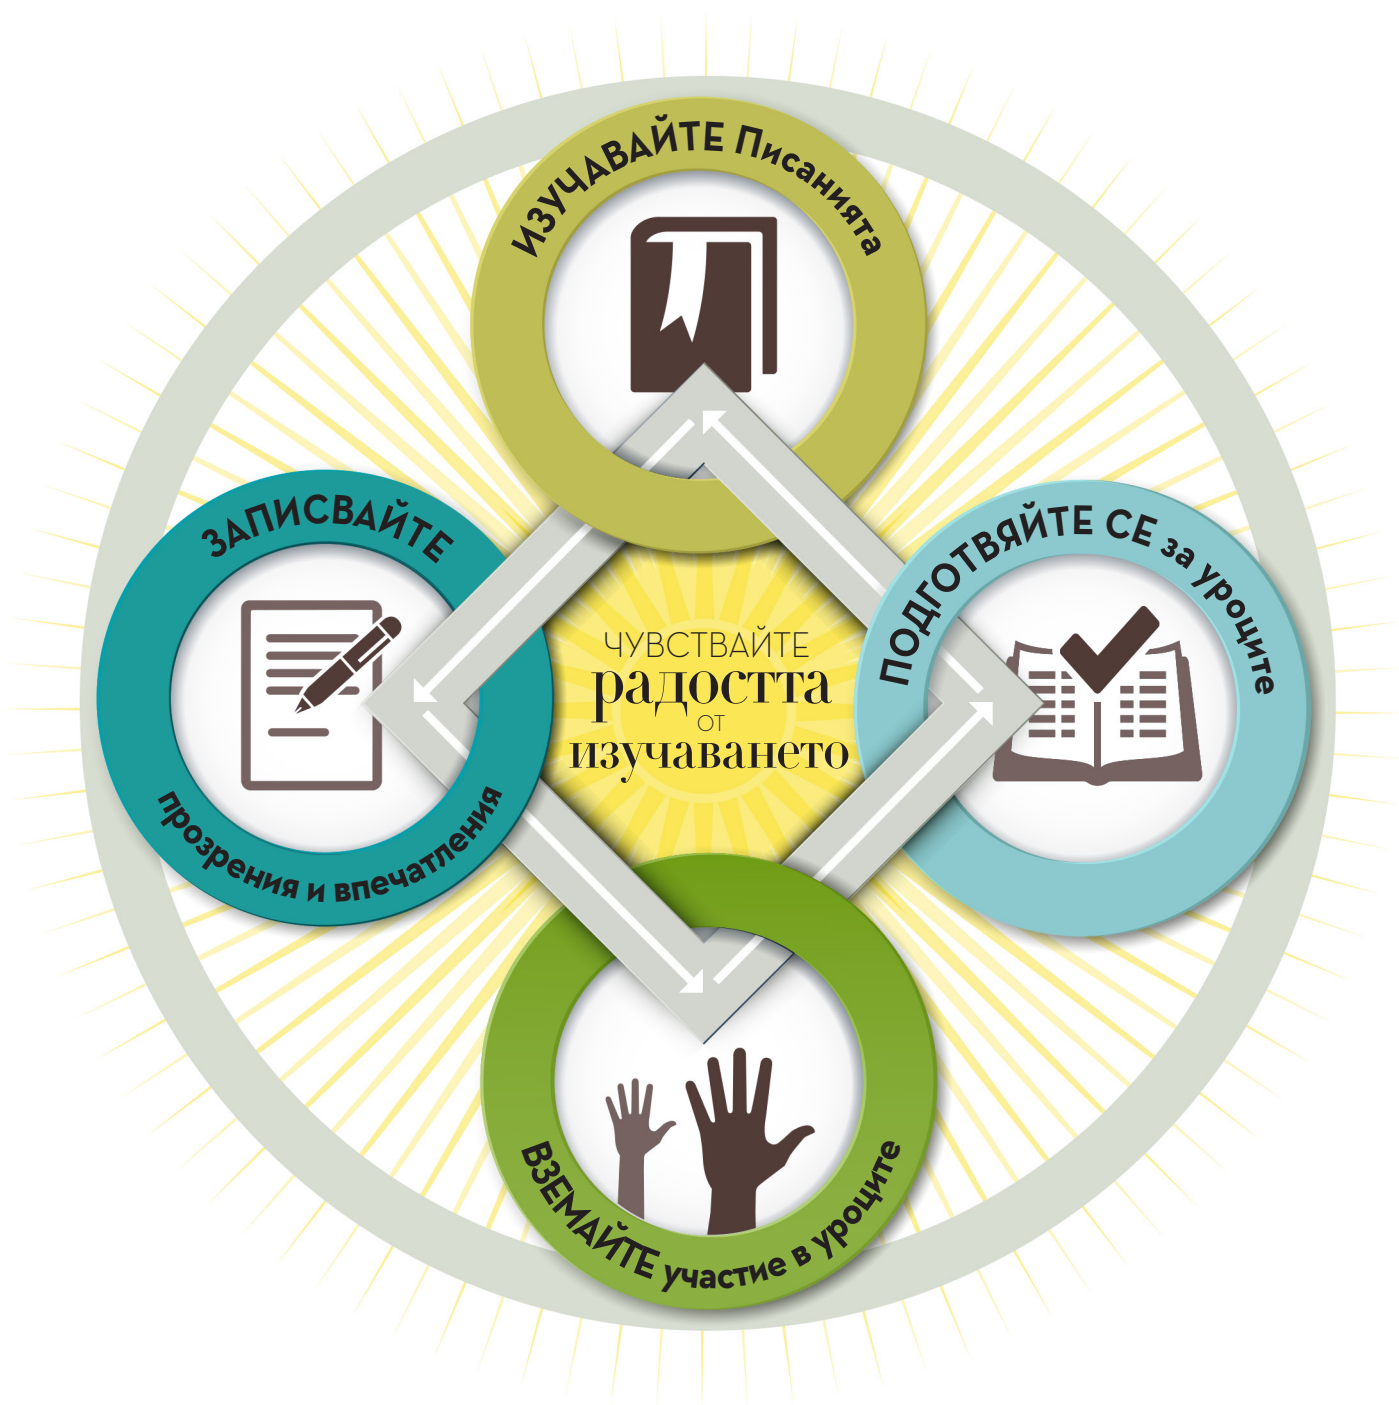 ИЗУЧАВАЙТЕ Писанията
ЗАПИСВАЙТЕ
прозрения и впечатления
ПОДГОТВЯЙТЕ СЕ за уроците
ЧУВСТВАЙТЕ
радостта
ОТ
изучаването
ВЗЕМАЙТЕ участие в уроците